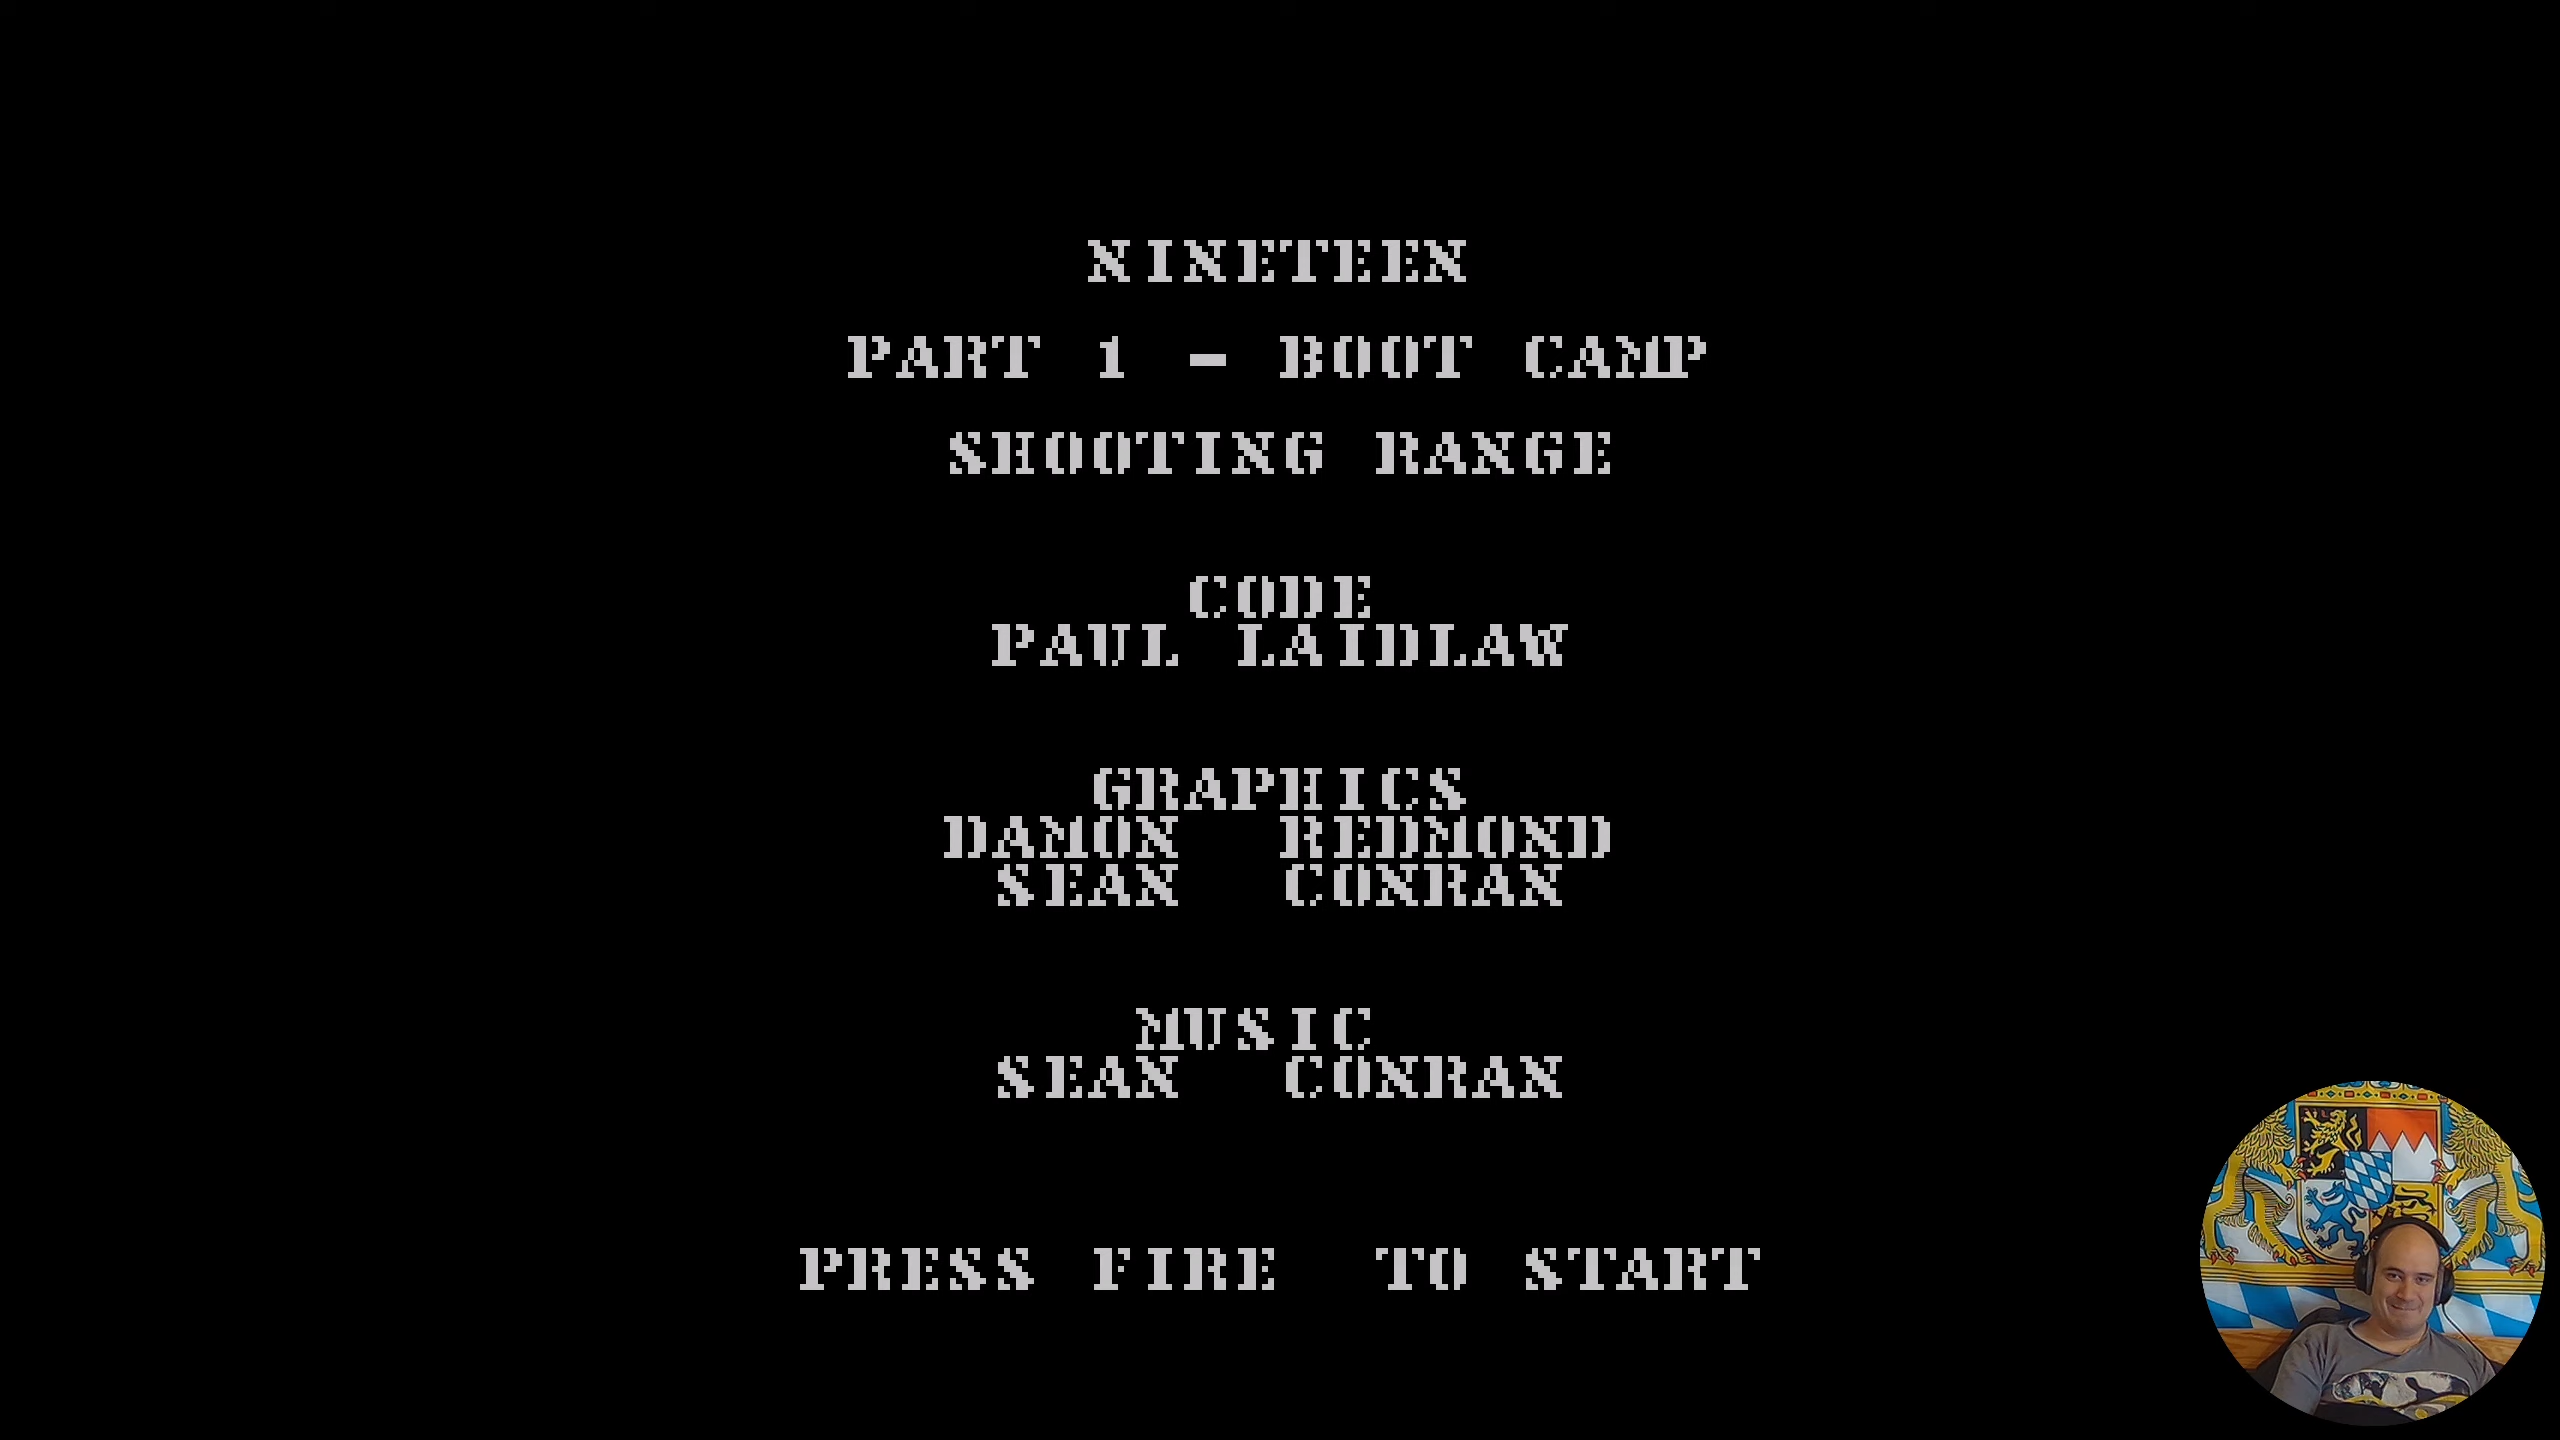 NINETEEN
PART 1 - BOOT CAMP
SHOOTING RANGE
CODE
PAUL LAIDLAW
GRAPHICS
DAMON REDMOND
SEAN CONRAN
MUSIC
SEAN CONRAN
PRESS FIRE TO START